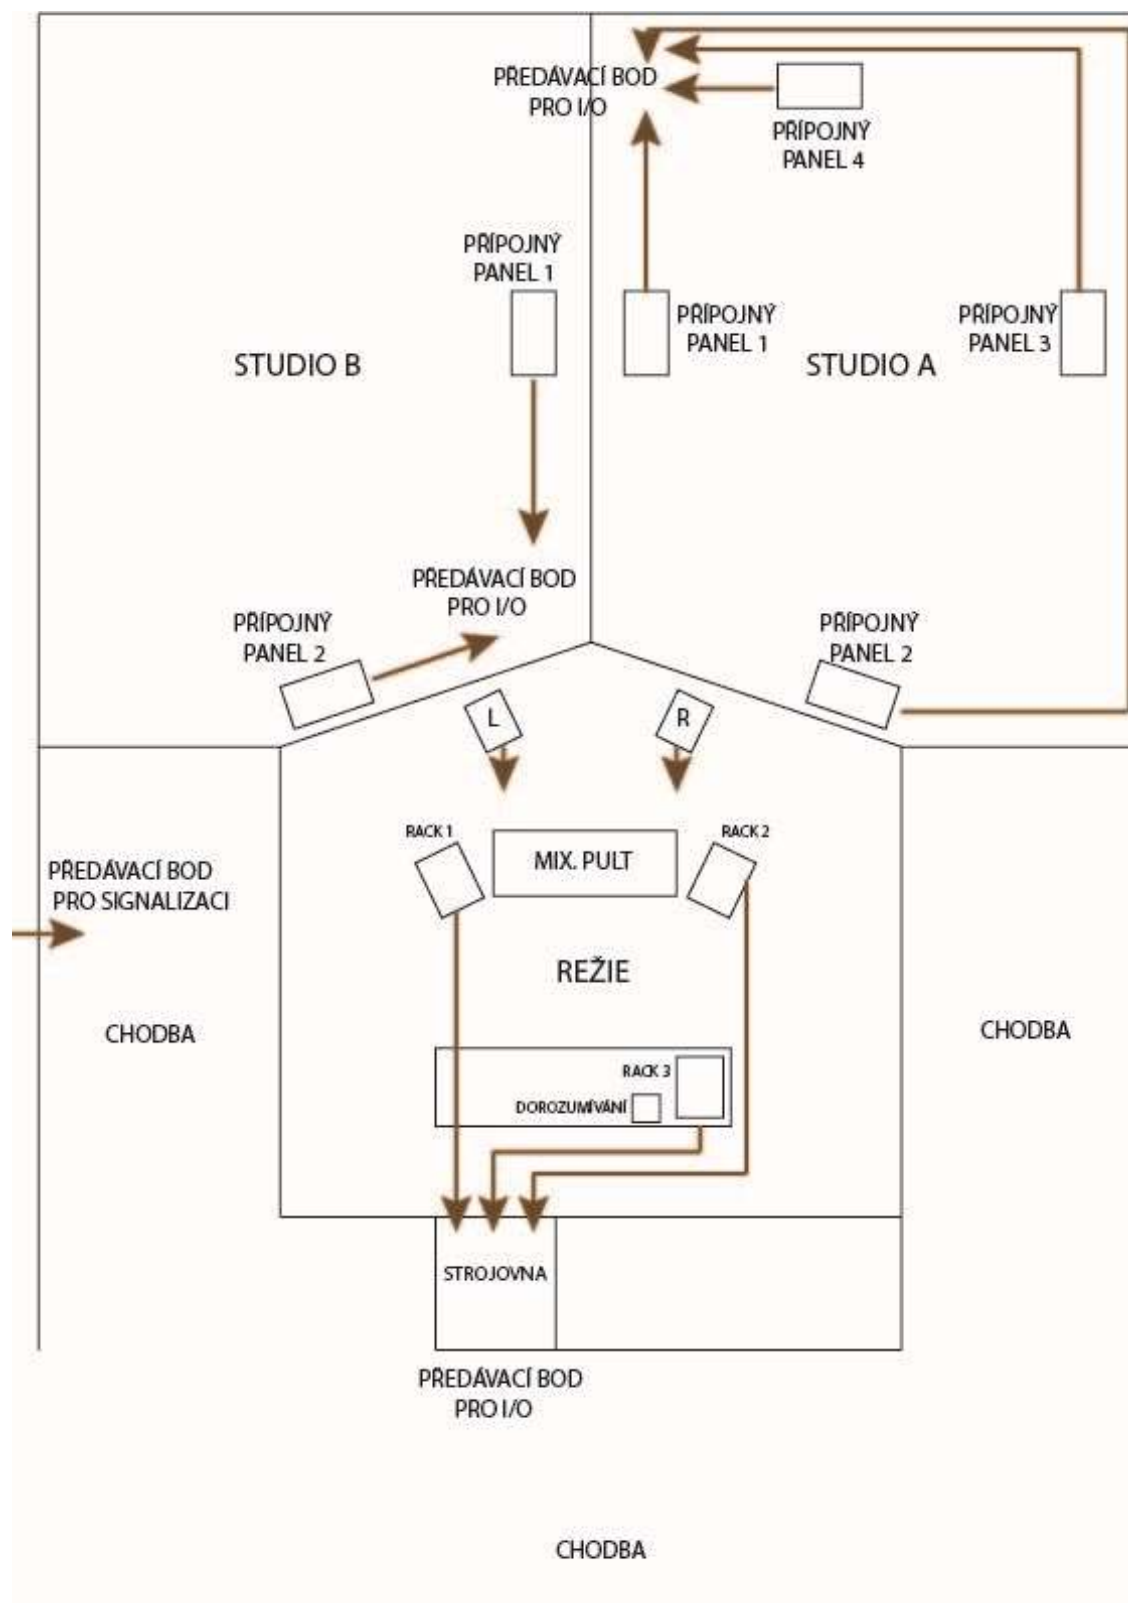 PŘEDÁVACÍ BOD
PRO I/O
PŘÍPOJNÝ
PANEL 4
PŘÍPOJNÝ
PANEL 1
STUDIO B
PŘÍPOJNÝ
PANEL 1
STUDIO A
PŘÍPOJNÝ
PANEL 3
PŘEDÁVACÍ BOD
PRO I/O
PŘÍPOJNÝ
PANEL 2
PŘÍPOJNÝ
PANEL 2
L
R
RACK 1
MIX. PULT
RACK 2
PŘEDÁVACÍ BOD
PRO SIGNALIZACI
REŽIE
CHODBA
CHODBA
RACK 3
DOROZUMÍVÁNÍ
STROJOVNA
PŘEDÁVACÍ BOD
PRO I/O
CHODBA